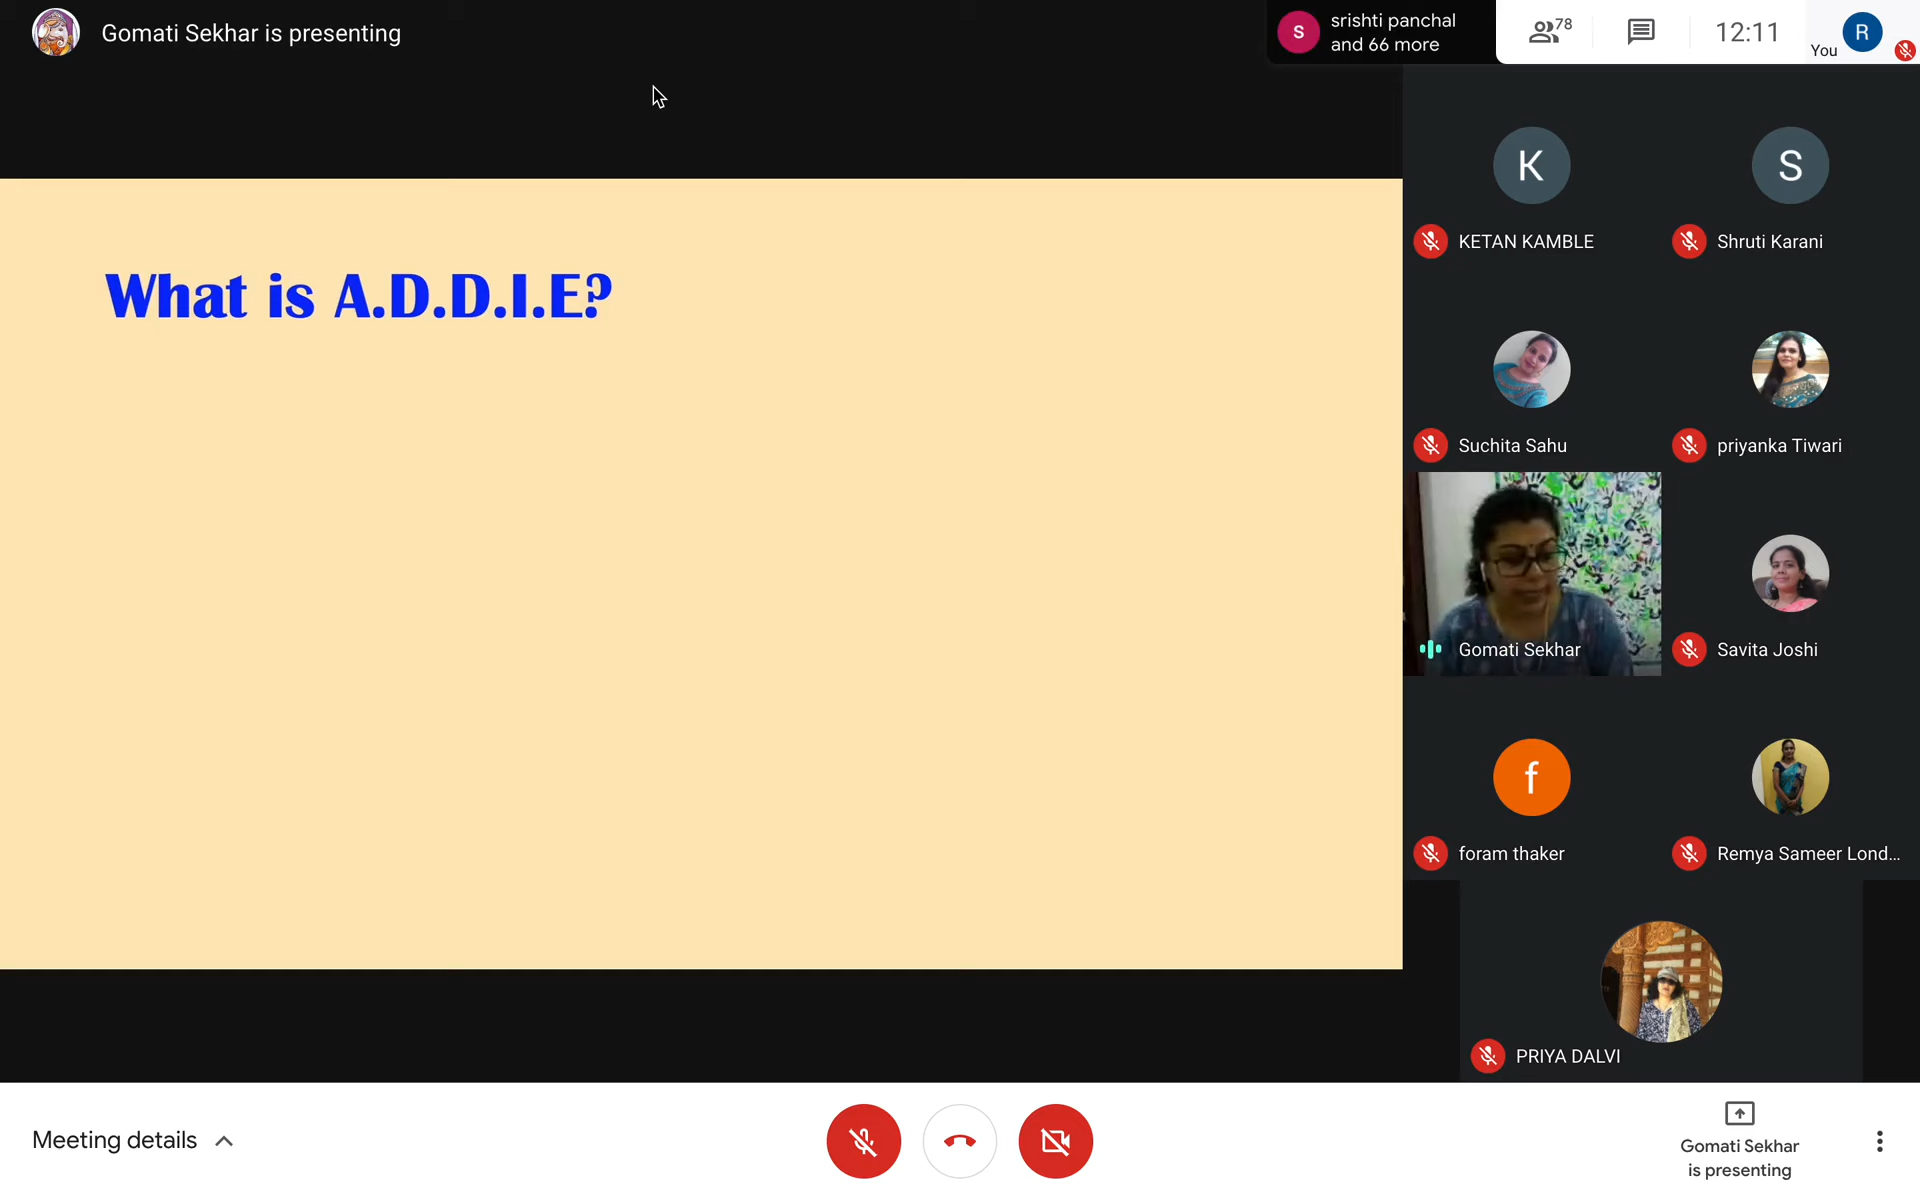 Gomati Sekhar is presenting
S
srishti panchal
and 66 more
78
12:11
You
R
K
KETAN KAMBLE
S
Shruti Karani
What is A.D.D.I.E?
Suchita Sahu
priyanka Tiwari
Gomati Sekhar
Savita Joshi
f
foram thaker
Remya Sameer Lond...
PRIYA DALVI
Meeting details
Gomati Sekhar
is presenting